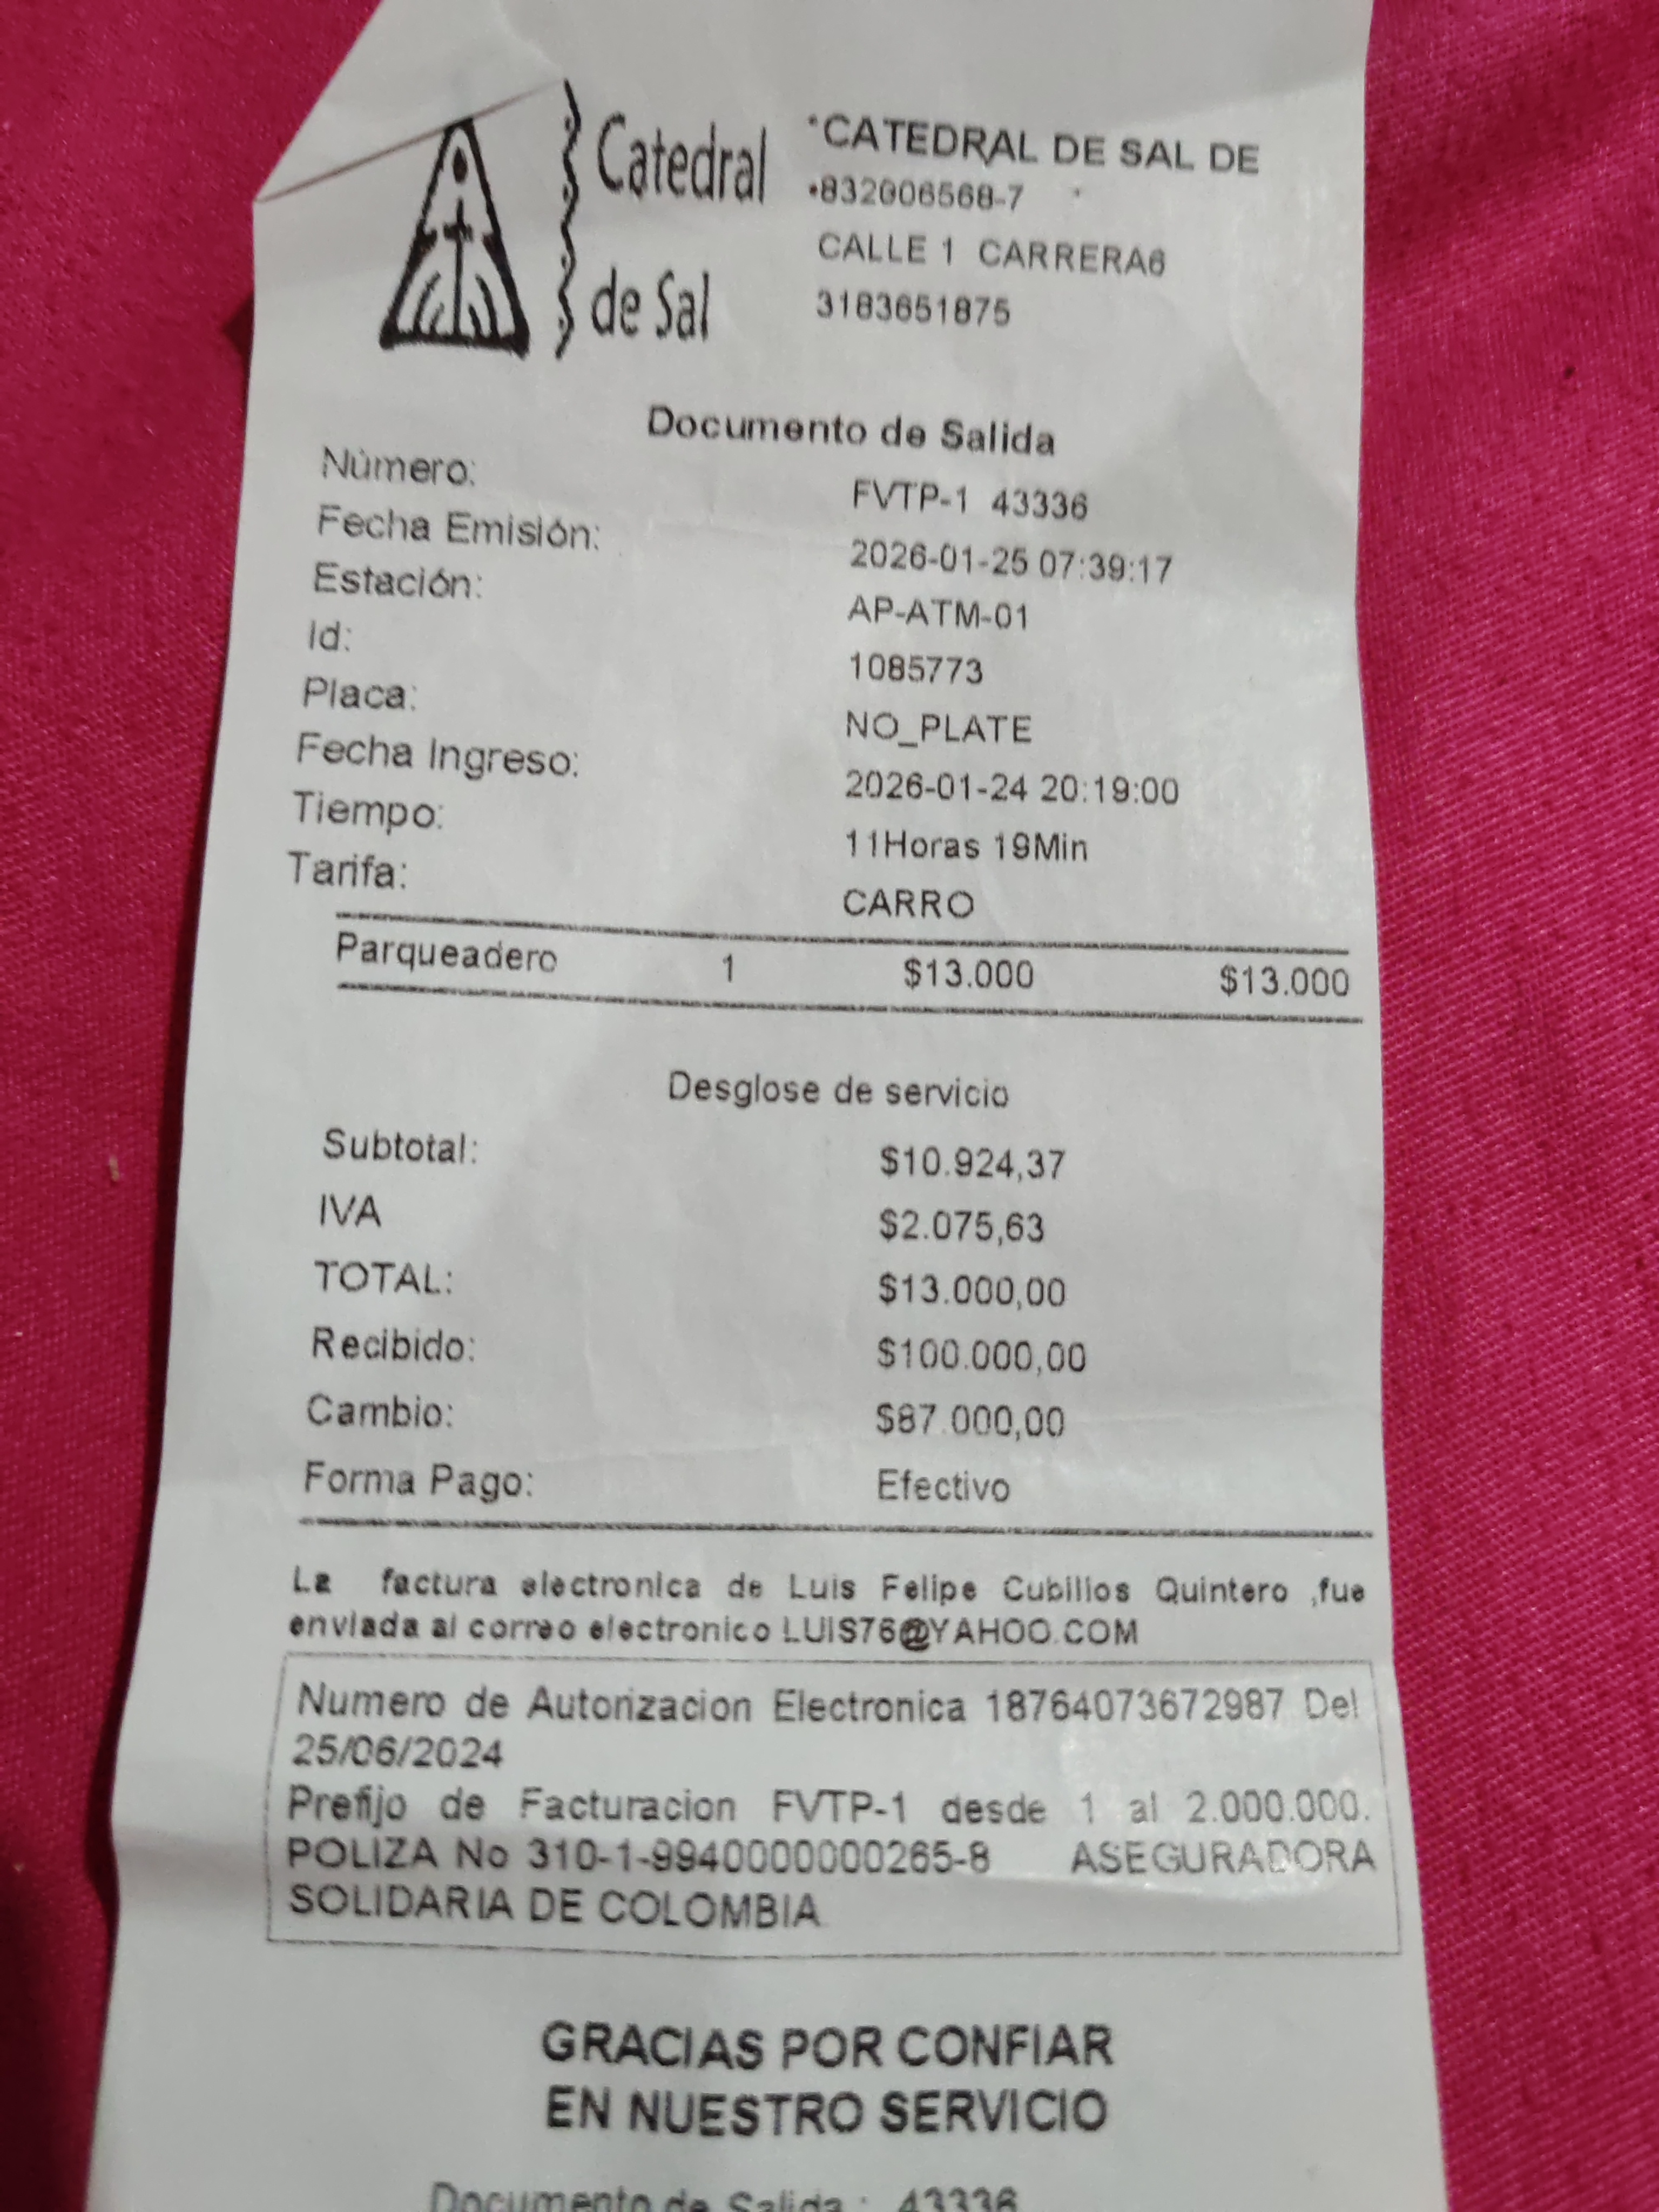 Catedral
de Sal
*CATEDRAL DE SAL DE
832006568-7
CALLE 1 CARRERA6
3183651875
Documento de Salida
Número: FVTP-1 43336
Fecha Emisión: 2026-01-25 07:39:17
Estación: AP-ATM-01
Id: 1085773
Placa: NO_PLATE
Fecha Ingreso: 2026-01-24 20:19:00
Tiempo: 11Horas 19Min
Tarifa: CARRO
Parqueadero 1 $13.000 $13.000
Desglose de servicio
Subtotal: $10.924,37
IVA $2.075,63
TOTAL: $13.000,00
Recibido: $100.000,00
Cambio: $87.000,00
Forma Pago: Efectivo
La factura electronica de Luis Felipe Cubillos Quintero ,fue
enviada al correo electronico LUIS76@YAHOO.COM
Numero de Autorizacion Electronica 18764073672987 Del
25/06/2024
Prefijo de Facturacion FVTP-1 desde 1 al 2.000.000.
POLIZA No 310-1-9940000000265-8 ASEGURADORA
SOLIDARIA DE COLOMBIA
GRACIAS POR CONFIAR
EN NUESTRO SERVICIO
Documento de Salida : 43336